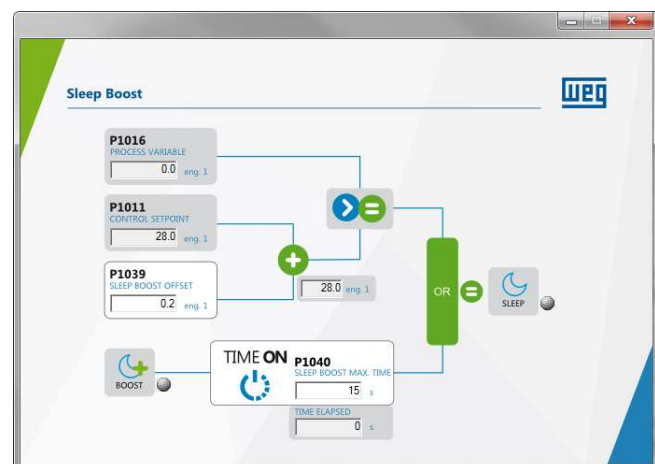 Sleep Boost
WEG
P1016
PROCESS VARIABLE
0.0 eng. 1
P1011
CONTROL SETPOINT
28.0 eng. 1
P1039
SLEEP BOOST OFFSET
0.2 eng. 1
28.0 eng. 1
OR
SLEEP
BOOST
TIME ON
P1040
SLEEP BOOST MAX. TIME
15 s
TIME ELAPSED
0 s